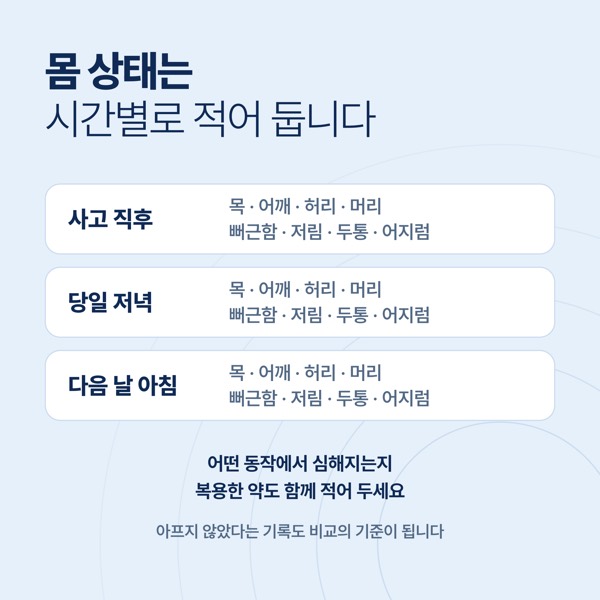 몸 상태는
시간별로 적어 둡니다
사고 직후
목 · 어깨 · 허리 · 머리
뻐근함 · 저림 · 두통 · 어지럼
당일 저녁
목 · 어깨 · 허리 · 머리
뻐근함 · 저림 · 두통 · 어지럼
다음 날 아침
목 · 어깨 · 허리 · 머리
뻐근함 · 저림 · 두통 · 어지럼
어떤 동작에서 심해지는지
복용한 약도 함께 적어 두세요
아프지 않았다는 기록도 비교의 기준이 됩니다